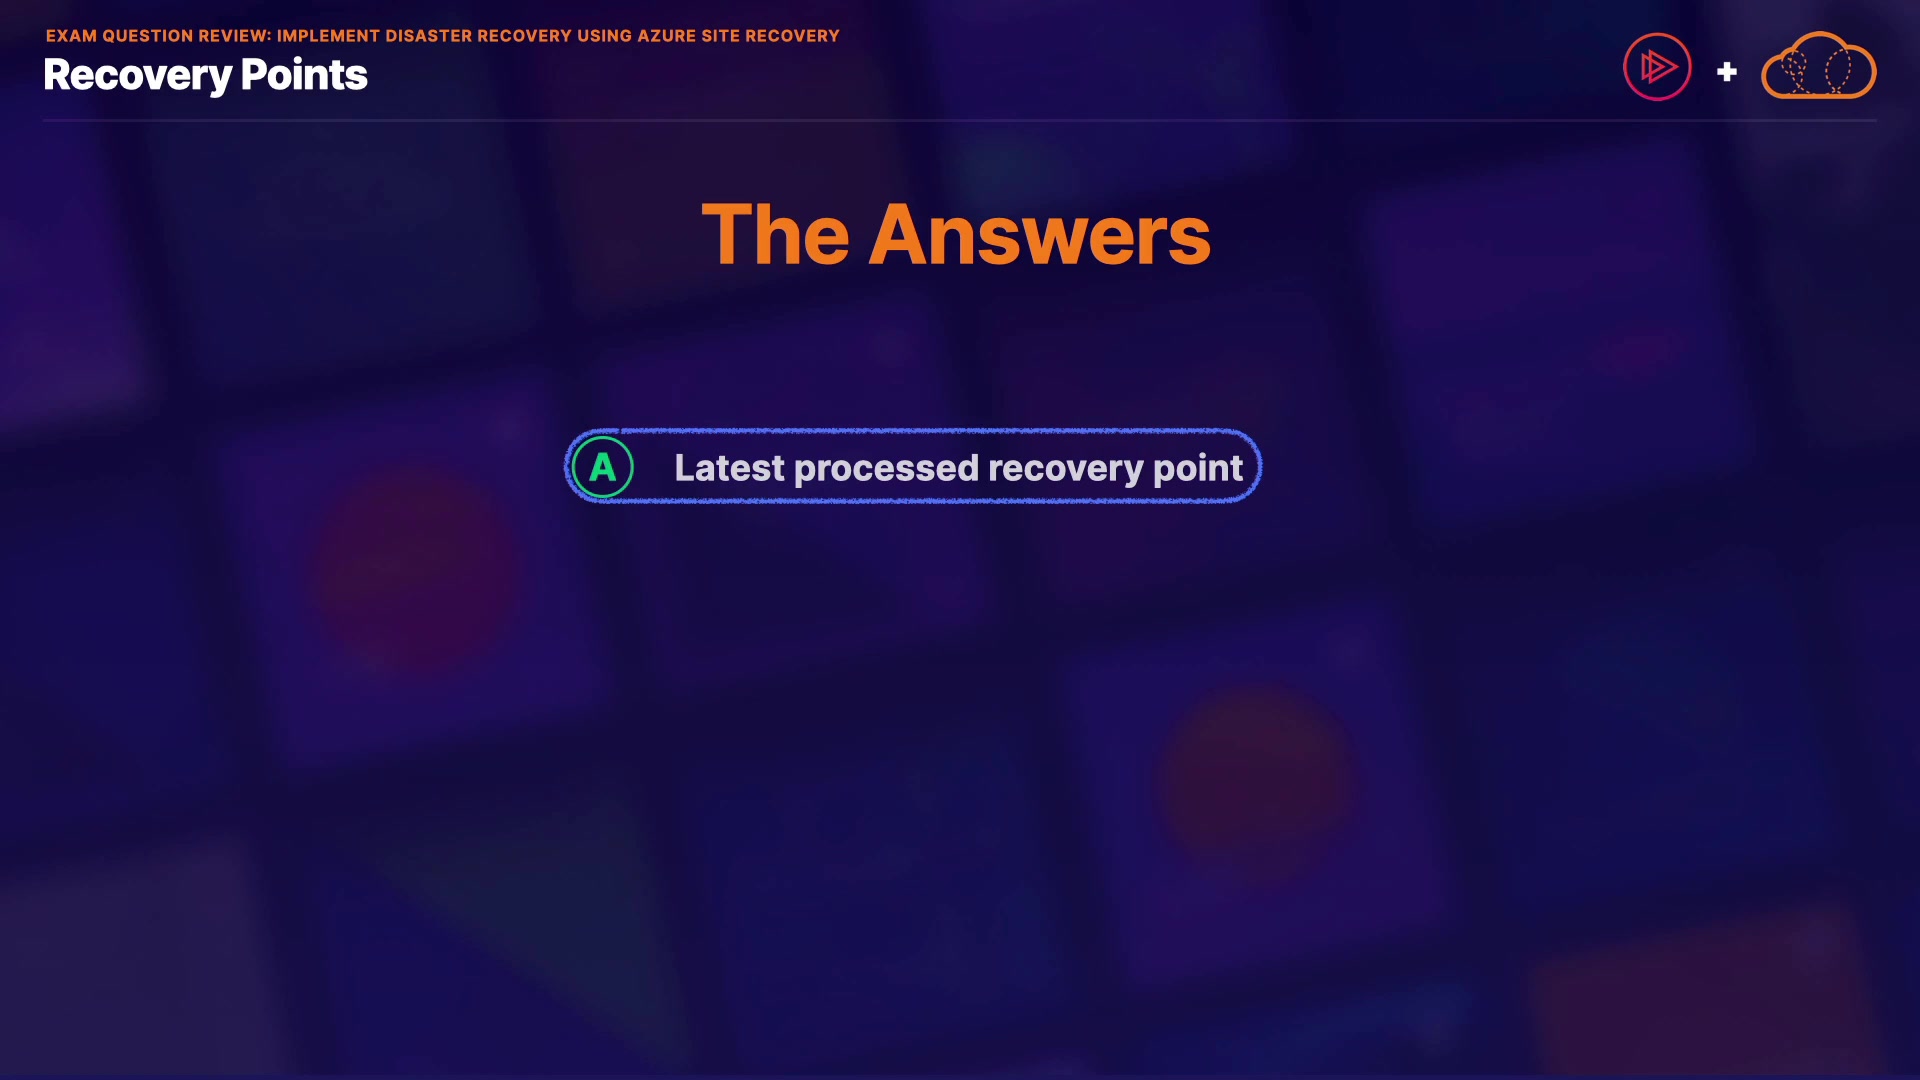 EXAM QUESTION REVIEW: IMPLEMENT DISASTER RECOVERY USING AZURE SITE RECOVERY
Recovery Points
+
The Answers
A Latest processed recovery point